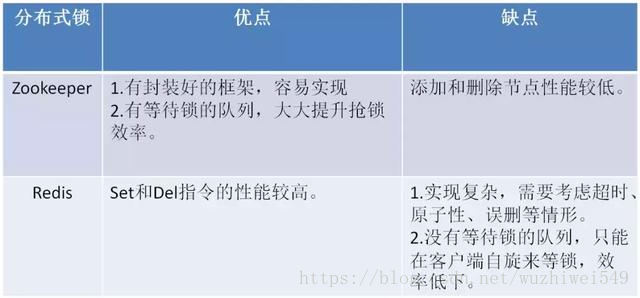 分布式锁 优点 缺点
Zookeeper 1.有封装好的框架，容易实现 添加和删除节点性能较低。
2.有等待锁的队列，大大提升抢锁
效率。
Redis Set和Del指令的性能较高。 1.实现复杂，需要考虑超时、
原子性、误删等情形。
2.没有等待锁的队列，只能
在客户端自旋来等锁，效
率低下。
https://blog.csdn.net/wuzhiwei549